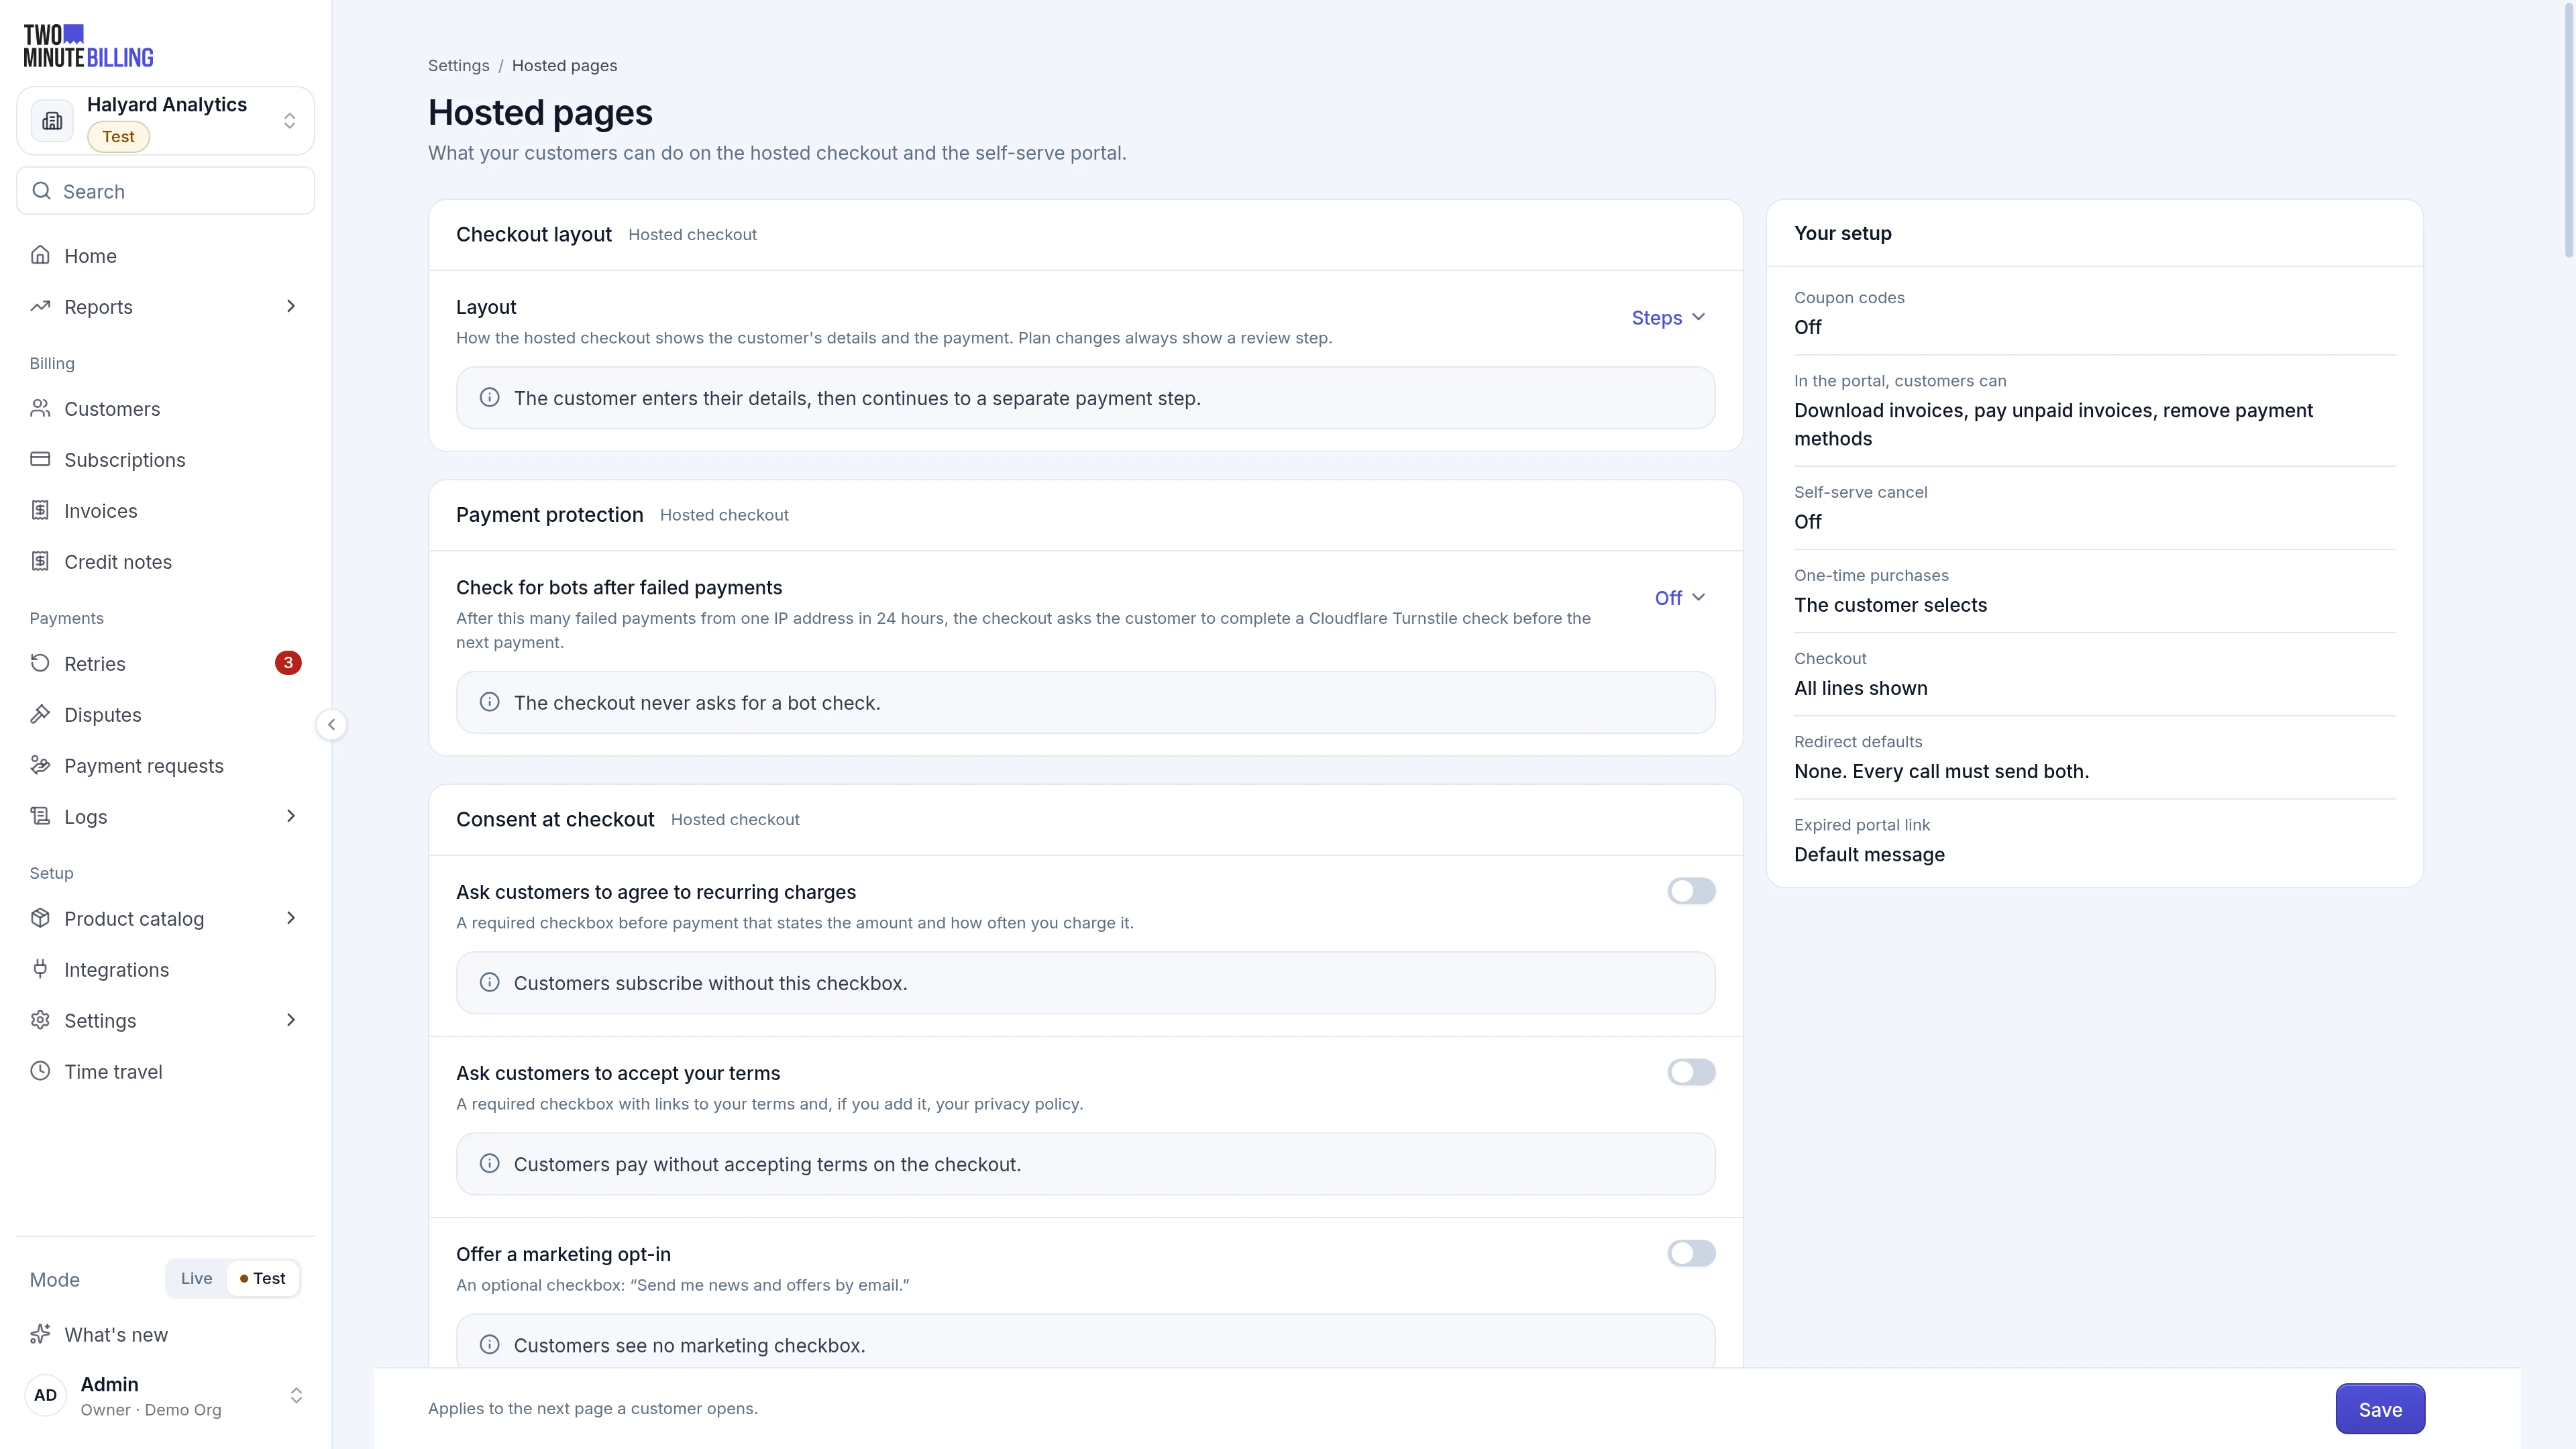 TWO
MINUTE BILLING
Halyard Analytics
Test
Search
Home
Reports
Billing
Customers
Subscriptions
Invoices
Credit notes
Payments
Retries 3
Disputes
Payment requests
Logs
Setup
Product catalog
Integrations
Settings
Time travel
Mode Live Test
What's new
AD Admin
Owner · Demo Org
Settings / Hosted pages
Hosted pages
What your customers can do on the hosted checkout and the self-serve portal.
Checkout layout Hosted checkout
Layout
Steps
How the hosted checkout shows the customer's details and the payment. Plan changes always show a review step.
The customer enters their details, then continues to a separate payment step.
Payment protection Hosted checkout
Check for bots after failed payments
Off
After this many failed payments from one IP address in 24 hours, the checkout asks the customer to complete a Cloudflare Turnstile check before the
next payment.
The checkout never asks for a bot check.
Consent at checkout Hosted checkout
Ask customers to agree to recurring charges
A required checkbox before payment that states the amount and how often you charge it.
Customers subscribe without this checkbox.
Ask customers to accept your terms
A required checkbox with links to your terms and, if you add it, your privacy policy.
Customers pay without accepting terms on the checkout.
Offer a marketing opt-in
An optional checkbox: “Send me news and offers by email.”
Customers see no marketing checkbox.
Your setup
Coupon codes
Off
In the portal, customers can
Download invoices, pay unpaid invoices, remove payment
methods
Self-serve cancel
Off
One-time purchases
The customer selects
Checkout
All lines shown
Redirect defaults
None. Every call must send both.
Expired portal link
Default message
Applies to the next page a customer opens.
Save